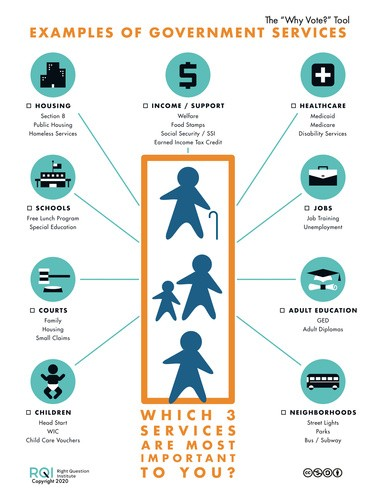 The "Why Vote?" Tool
EXAMPLES OF GOVERNMENT SERVICES
HOUSING
Section 8
Public Housing
Homeless Services
INCOME / SUPPORT
Welfare
Food Stamps
Social Security / SSI
Earned Income Tax Credit
HEALTHCARE
Medicaid
Medicare
Disability Services
SCHOOLS
Free Lunch Program
Special Education
JOBS
Job Training
Unemployment
COURTS
Family
Housing
Small Claims
ADULT EDUCATION
GED
Adult Diplomas
CHILDREN
Head Start
WIC
Child Care Vouchers
NEIGHBORHOODS
Street Lights
Parks
Bus / Subway
WHICH 3
SERVICES
ARE MOST
IMPORTANT
TO YOU?
RQI Right Question
Institute
Copyright 2020